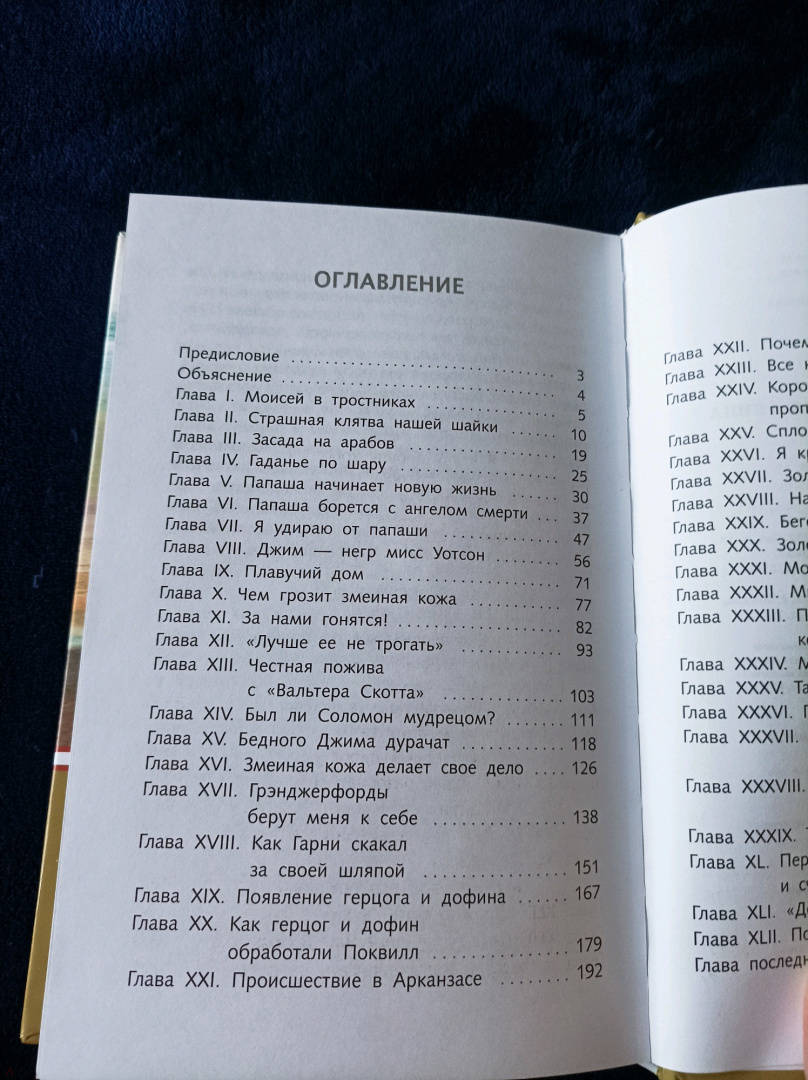 ОГЛАВЛЕНИЕ
Предисловие . . . . . . . . . . . . . . . . . . . . . . . . . . . . 3
Объяснение . . . . . . . . . . . . . . . . . . . . . . . . . . . . . 4
Глава I. Моисей в тростниках . . . . . . . . . . . . . . 5
Глава II. Страшная клятва нашей шайки . . . . . . 10
Глава III. Засада на арабов . . . . . . . . . . . . . . . . 19
Глава IV. Гаданье по шару . . . . . . . . . . . . . . . . . 25
Глава V. Папаша начинает новую жизнь . . . . . . 30
Глава VI. Папаша борется с ангелом смерти . . . 37
Глава VII. Я удираю от папаши . . . . . . . . . . . . . 47
Глава VIII. Джим — негр мисс Уотсон . . . . . . . . 56
Глава IX. Плавучий дом . . . . . . . . . . . . . . . . . . 71
Глава X. Чем грозит змеиная кожа . . . . . . . . . . 77
Глава XI. За нами гонятся! . . . . . . . . . . . . . . . . 82
Глава XII. «Лучше ее не трогать» . . . . . . . . . . . 93
Глава XIII. Честная пожива
с «Вальтера Скотта» . . . . . . . . . . . . . 103
Глава XIV. Был ли Соломон мудрецом? . . . . . . . 111
Глава XV. Бедного Джима дурачат . . . . . . . . . . . 118
Глава XVI. Змеиная кожа делает свое дело . . . . 126
Глава XVII. Грэнджерфорды
берут меня к себе . . . . . . . . . . . . . . 138
Глава XVIII. Как Гарни скакал
за своей шляпой . . . . . . . . . . . . . . 151
Глава XIX. Появление герцога и дофина . . . . . . 167
Глава XX. Как герцог и дофин
обработали Поквилл . . . . . . . . . . . . . 179
Глава XXI. Происшествие в Арканзасе . . . . . . . . 192
Глава XXII.
Глава XXIII. Все
Глава XXIV.
Глава XXV.
Глава XXVI. Я
Глава XXVII.
Глава XXVIII.
Глава XXIX.
Глава XXX.
Глава XXXI.
Глава XXXII.
Глава XXXIII.
Глава XXXIV.
Глава XXXV.
Глава XXXVI.
Глава XXXVII.
Глава XXXVIII.
Глава XXXIX.
Глава XL.
и
Глава XLI.
Глава XLII.
Глава